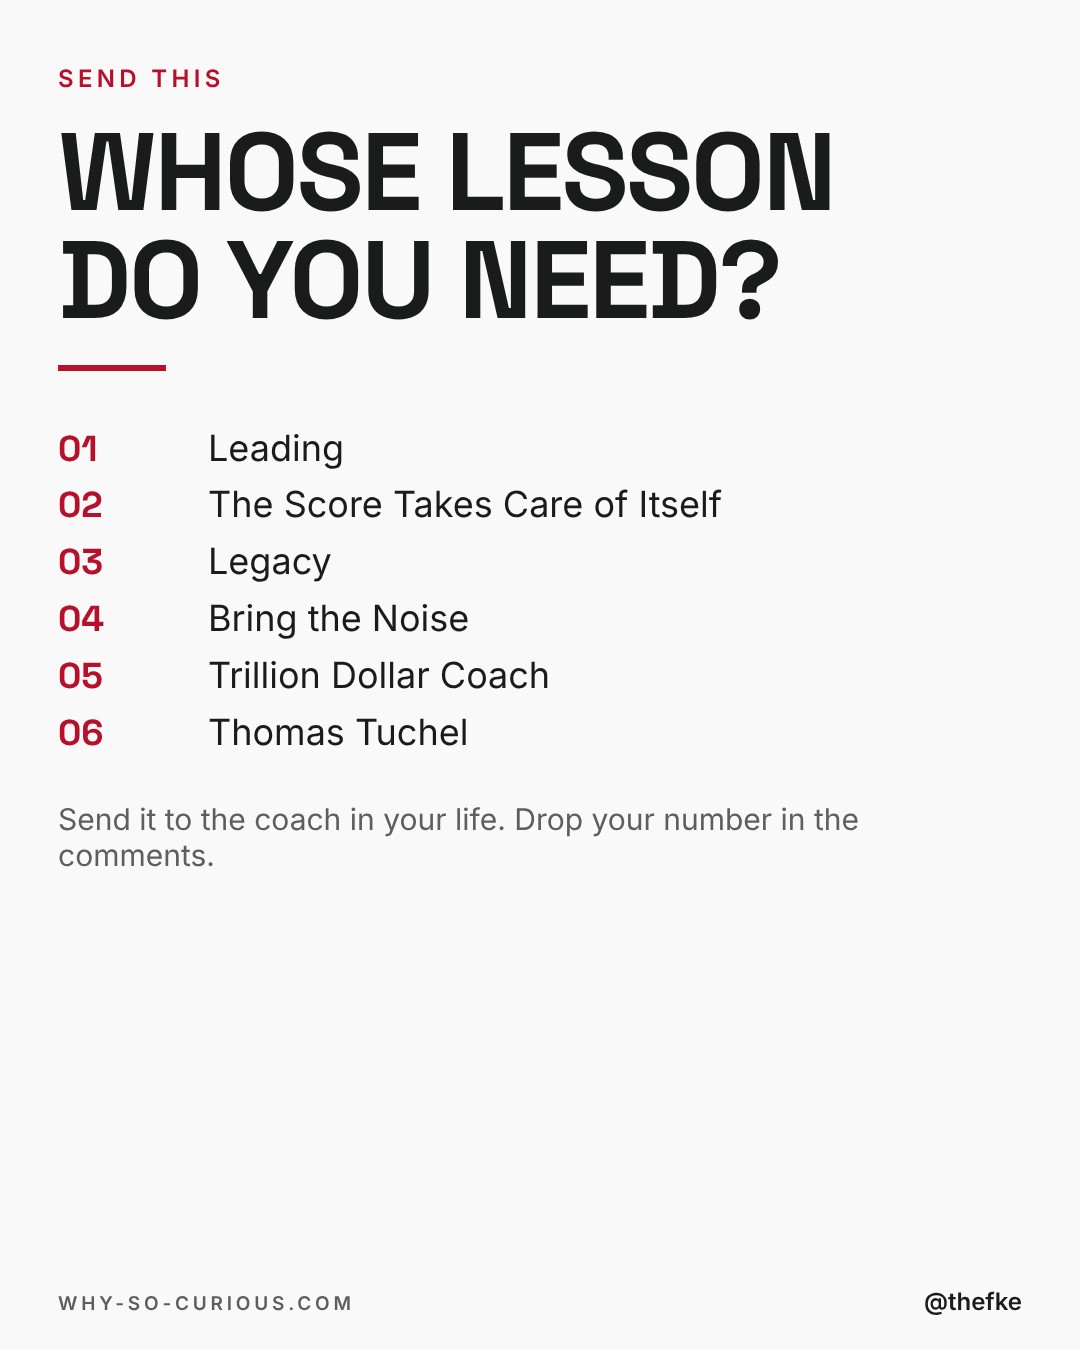 SEND THIS
WHOSE LESSON
DO YOU NEED?
01 Leading
02 The Score Takes Care of Itself
03 Legacy
04 Bring the Noise
05 Trillion Dollar Coach
06 Thomas Tuchel
Send it to the coach in your life. Drop your number in the
comments.
WHY-SO-CURIOUS.COM @thefke